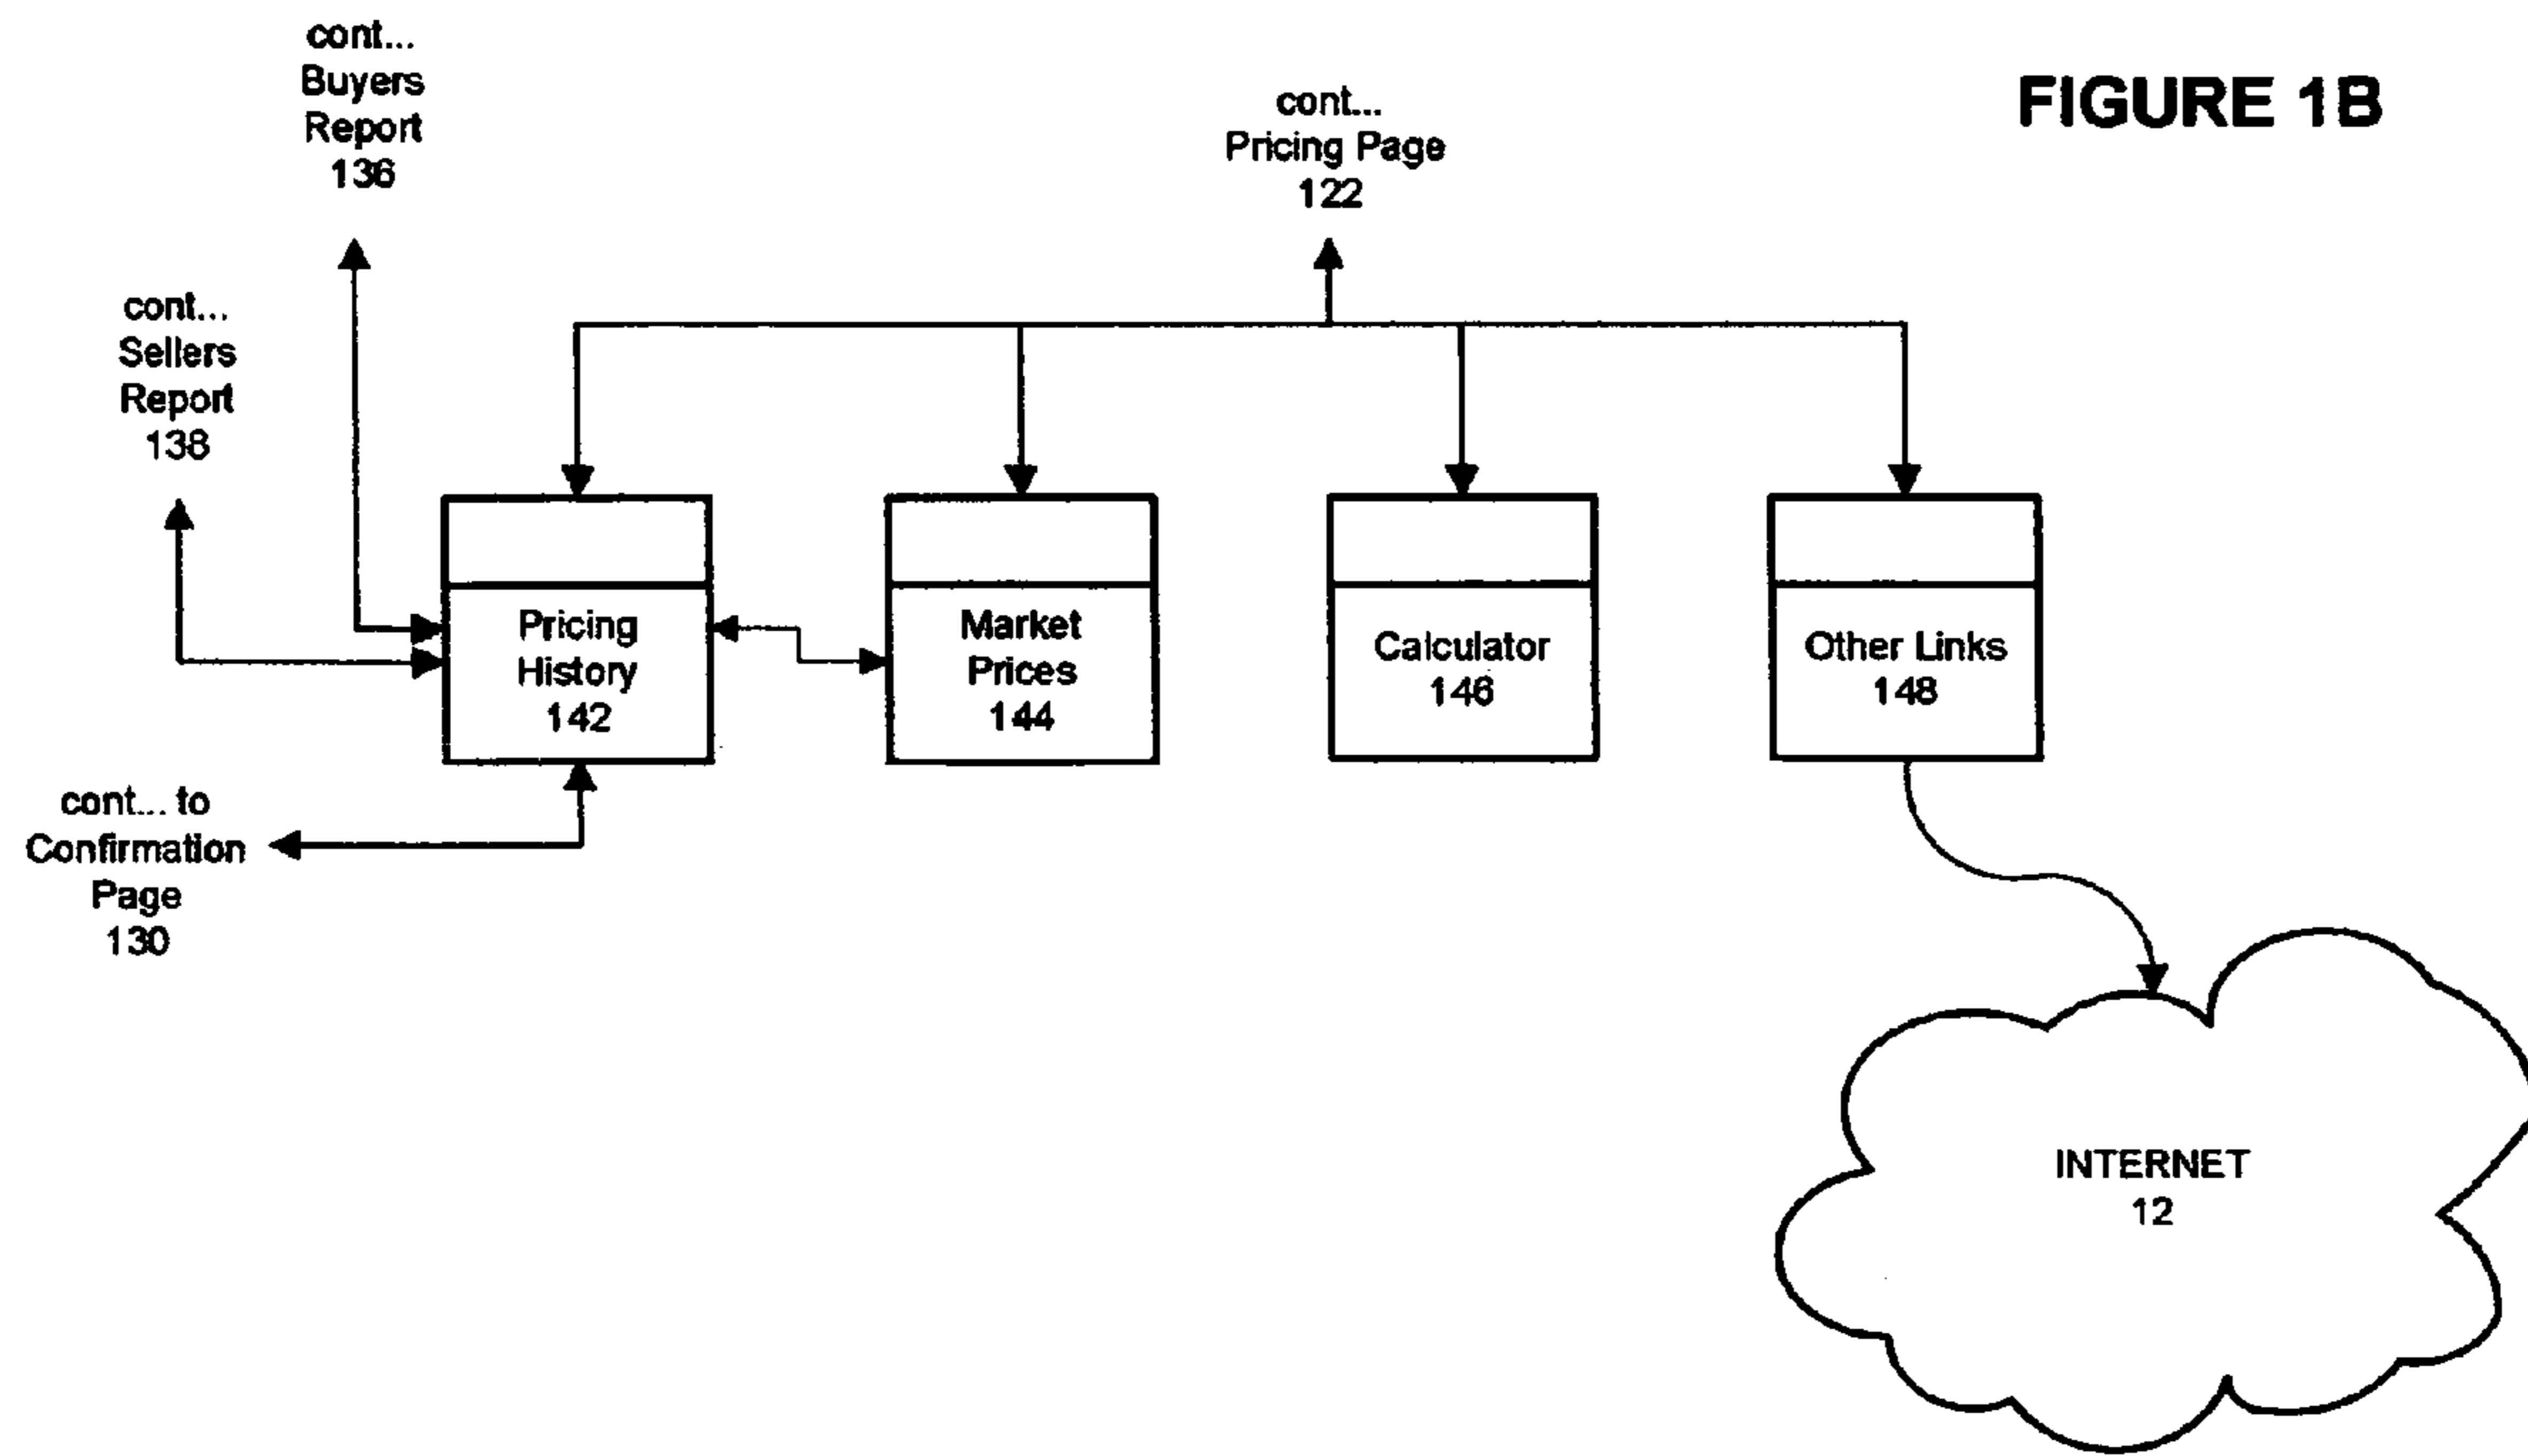 FIGURE 1B
cont...
Buyers
Report
136
cont...
Pricing Page
122
cont...
Sellers
Report
138
Pricing
History
142
Market
Prices
144
Calculator
146
Other Links
148
cont... to
Confirmation
Page
130
INTERNET
12